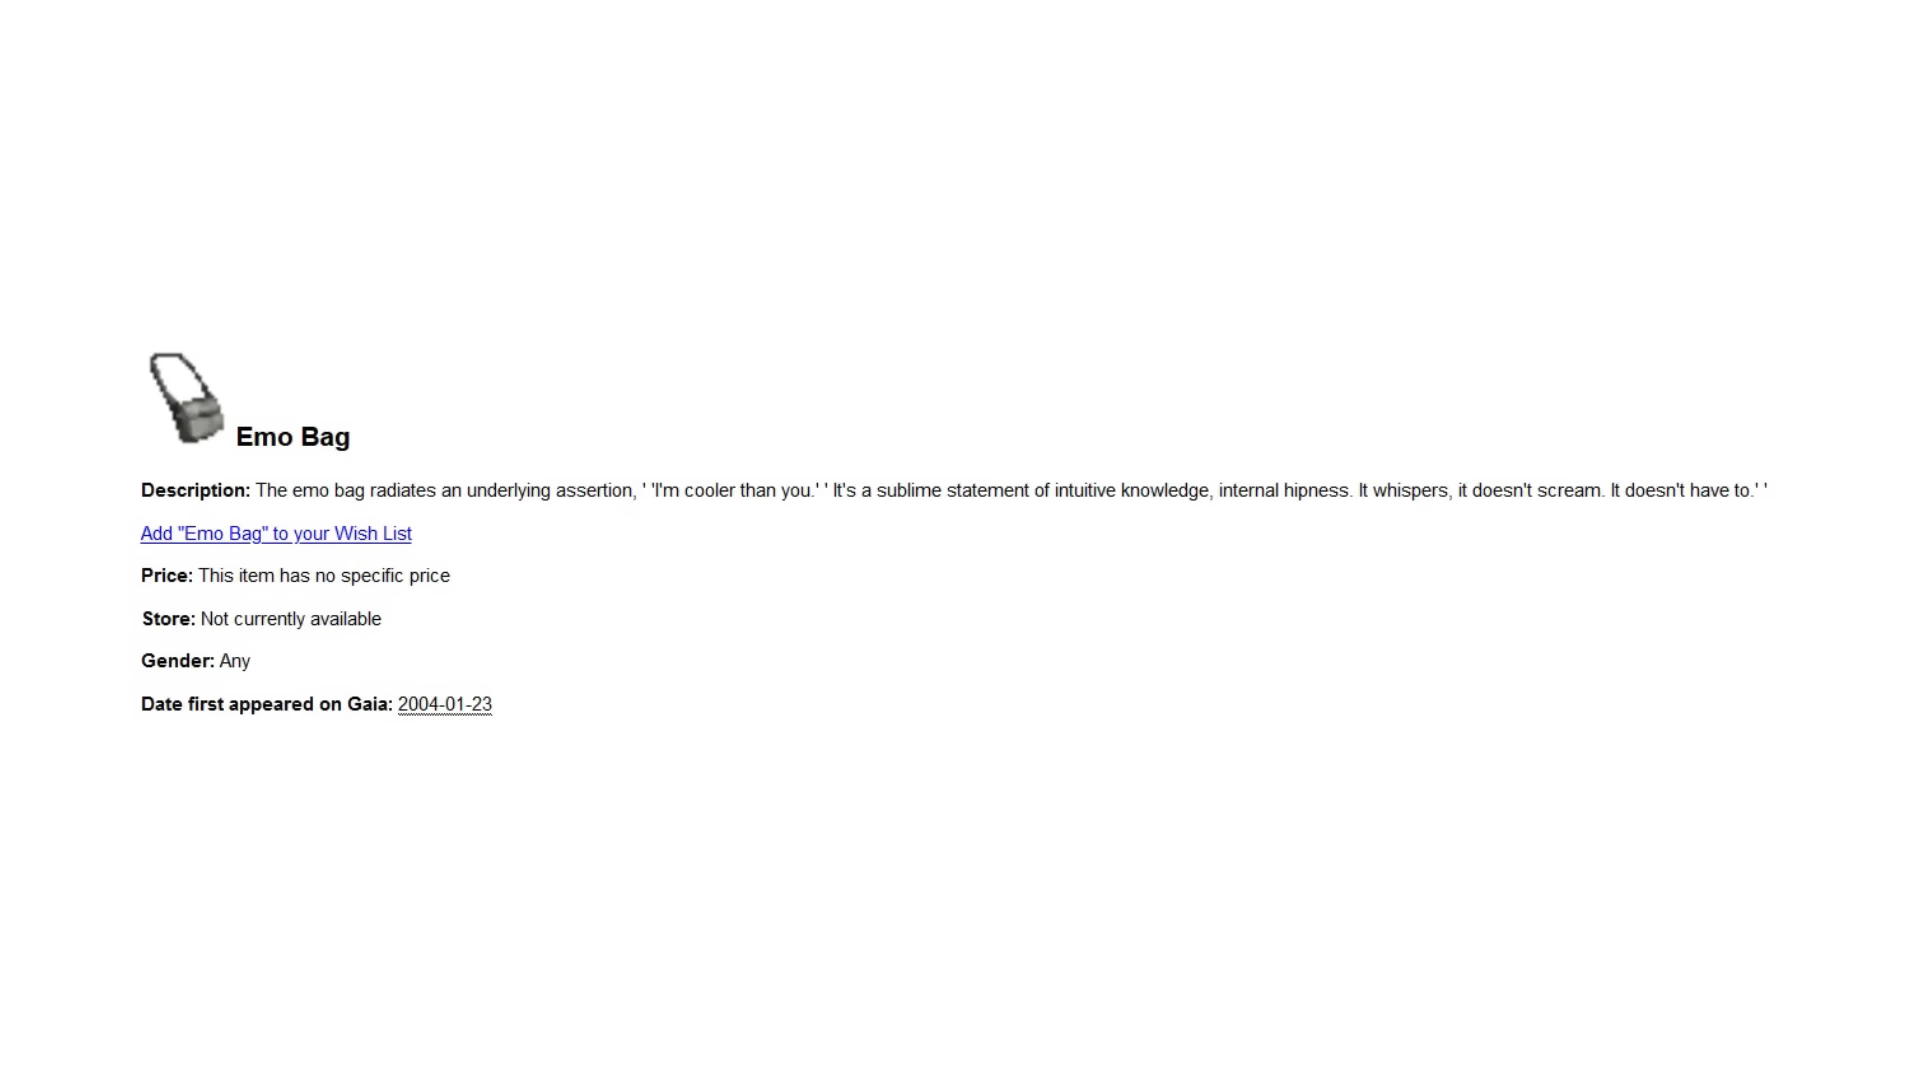 Emo Bag
Description: The emo bag radiates an underlying assertion, ' 'I'm cooler than you.' ' It's a sublime statement of intuitive knowledge, internal hipness. It whispers, it doesn't scream. It doesn't have to.' '
Add "Emo Bag" to your Wish List
Price: This item has no specific price
Store: Not currently available
Gender: Any
Date first appeared on Gaia: 2004-01-23